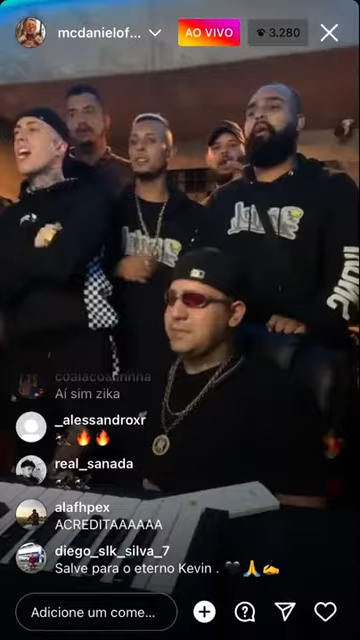 mcdanielof...
AO VIVO
3.280
coalacoalrinha
Aí sim zika
_alessandroxr
🔥🔥
real_sanada
alafhpex
ACREDITAAAAAA
diego_slk_silva_7
Salve para o eterno Kevin . 🖤🙏✍️
Adicione um come...